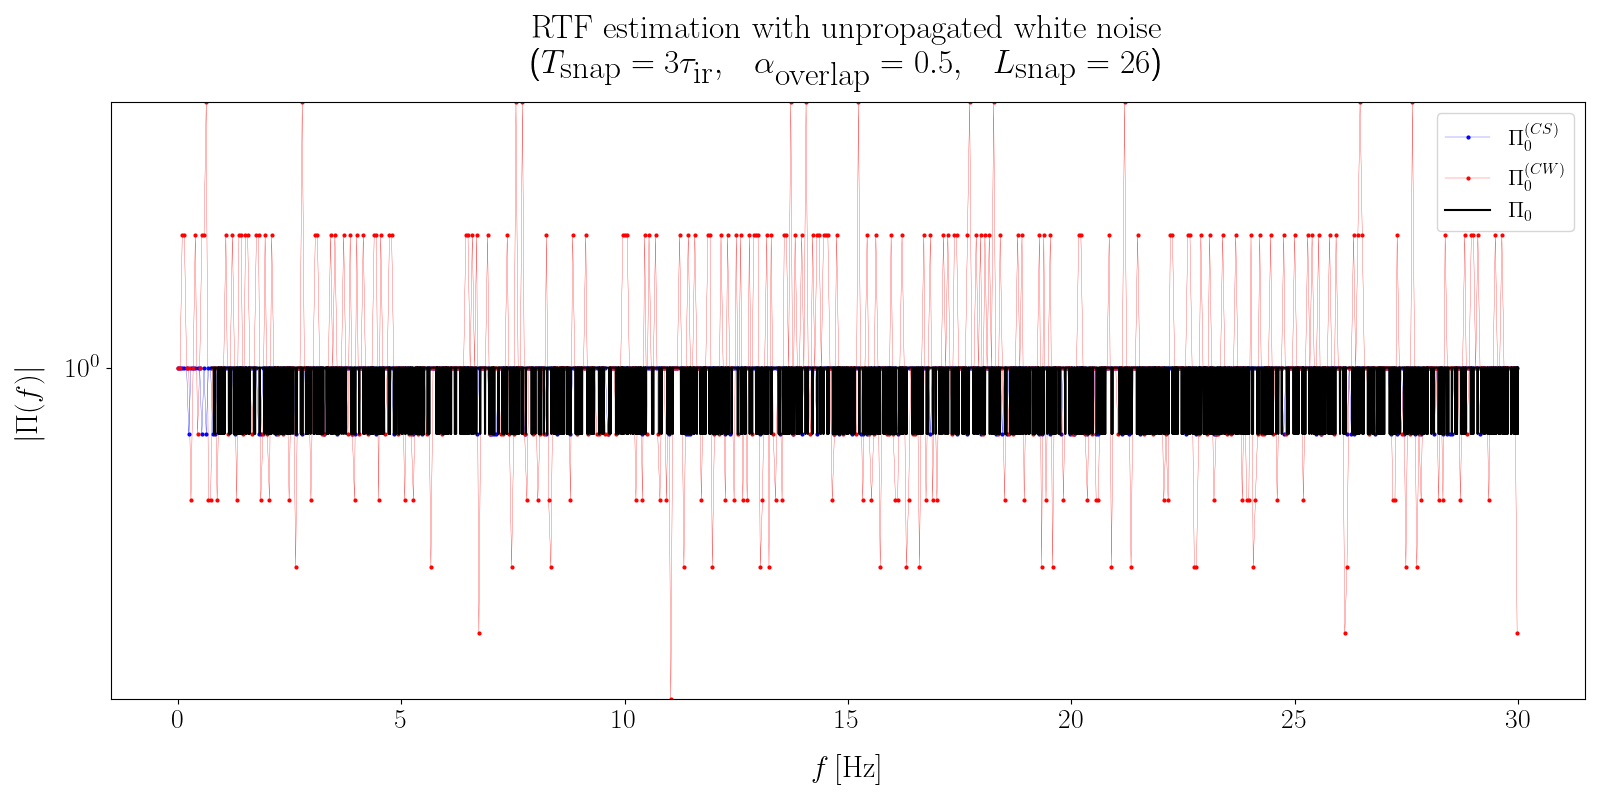 RTF estimation with unpropagated white noise
(T_snap = 3τ_ir, α_overlap = 0.5, L_snap = 26)
Π_0^(CS)
Π_0^(CW)
Π_0
|Π(f)|
10^0
0 5 10 15 20 25 30
f [Hz]